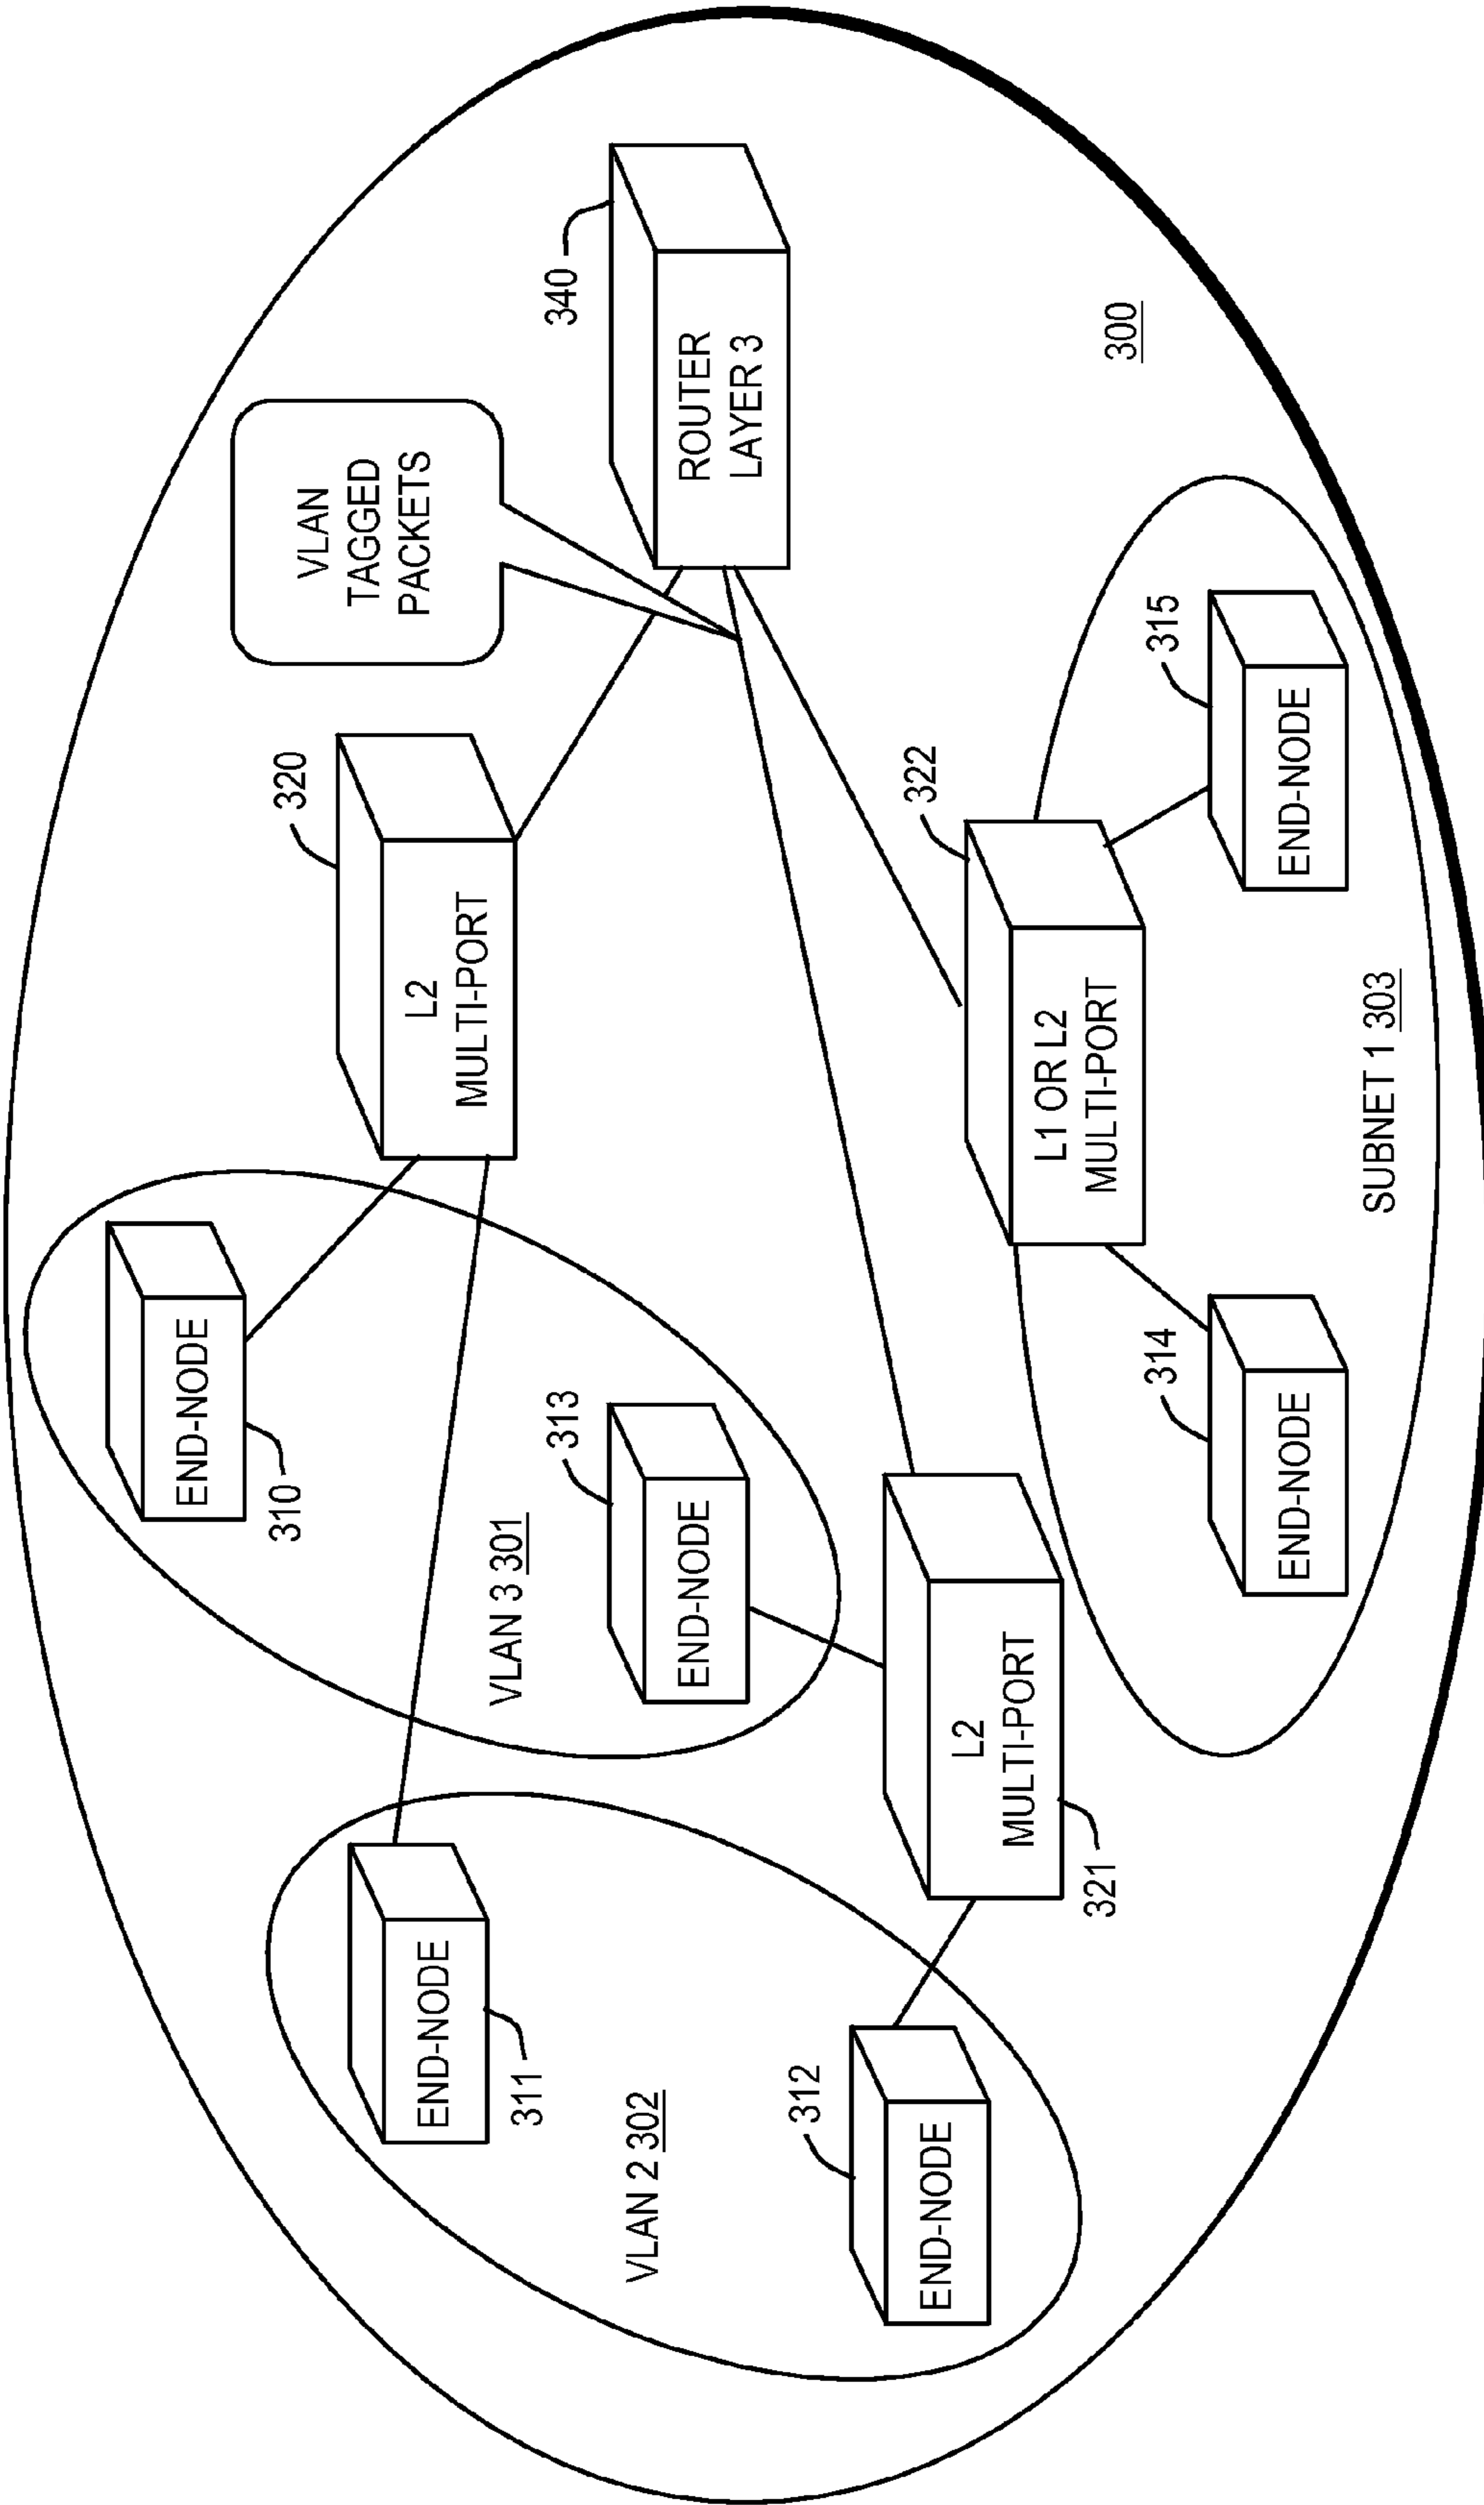 END-NODE
310
L2
MULTI-PORT
320
VLAN
TAGGED
PACKETS
END-NODE
311
VLAN 3 301
END-NODE
313
ROUTER
LAYER 3
340
VLAN 2 302
END-NODE
312
L2
MULTI-PORT
321
L1 OR L2
MULTI-PORT
322
END-NODE
314
END-NODE
315
SUBNET 1 303
300